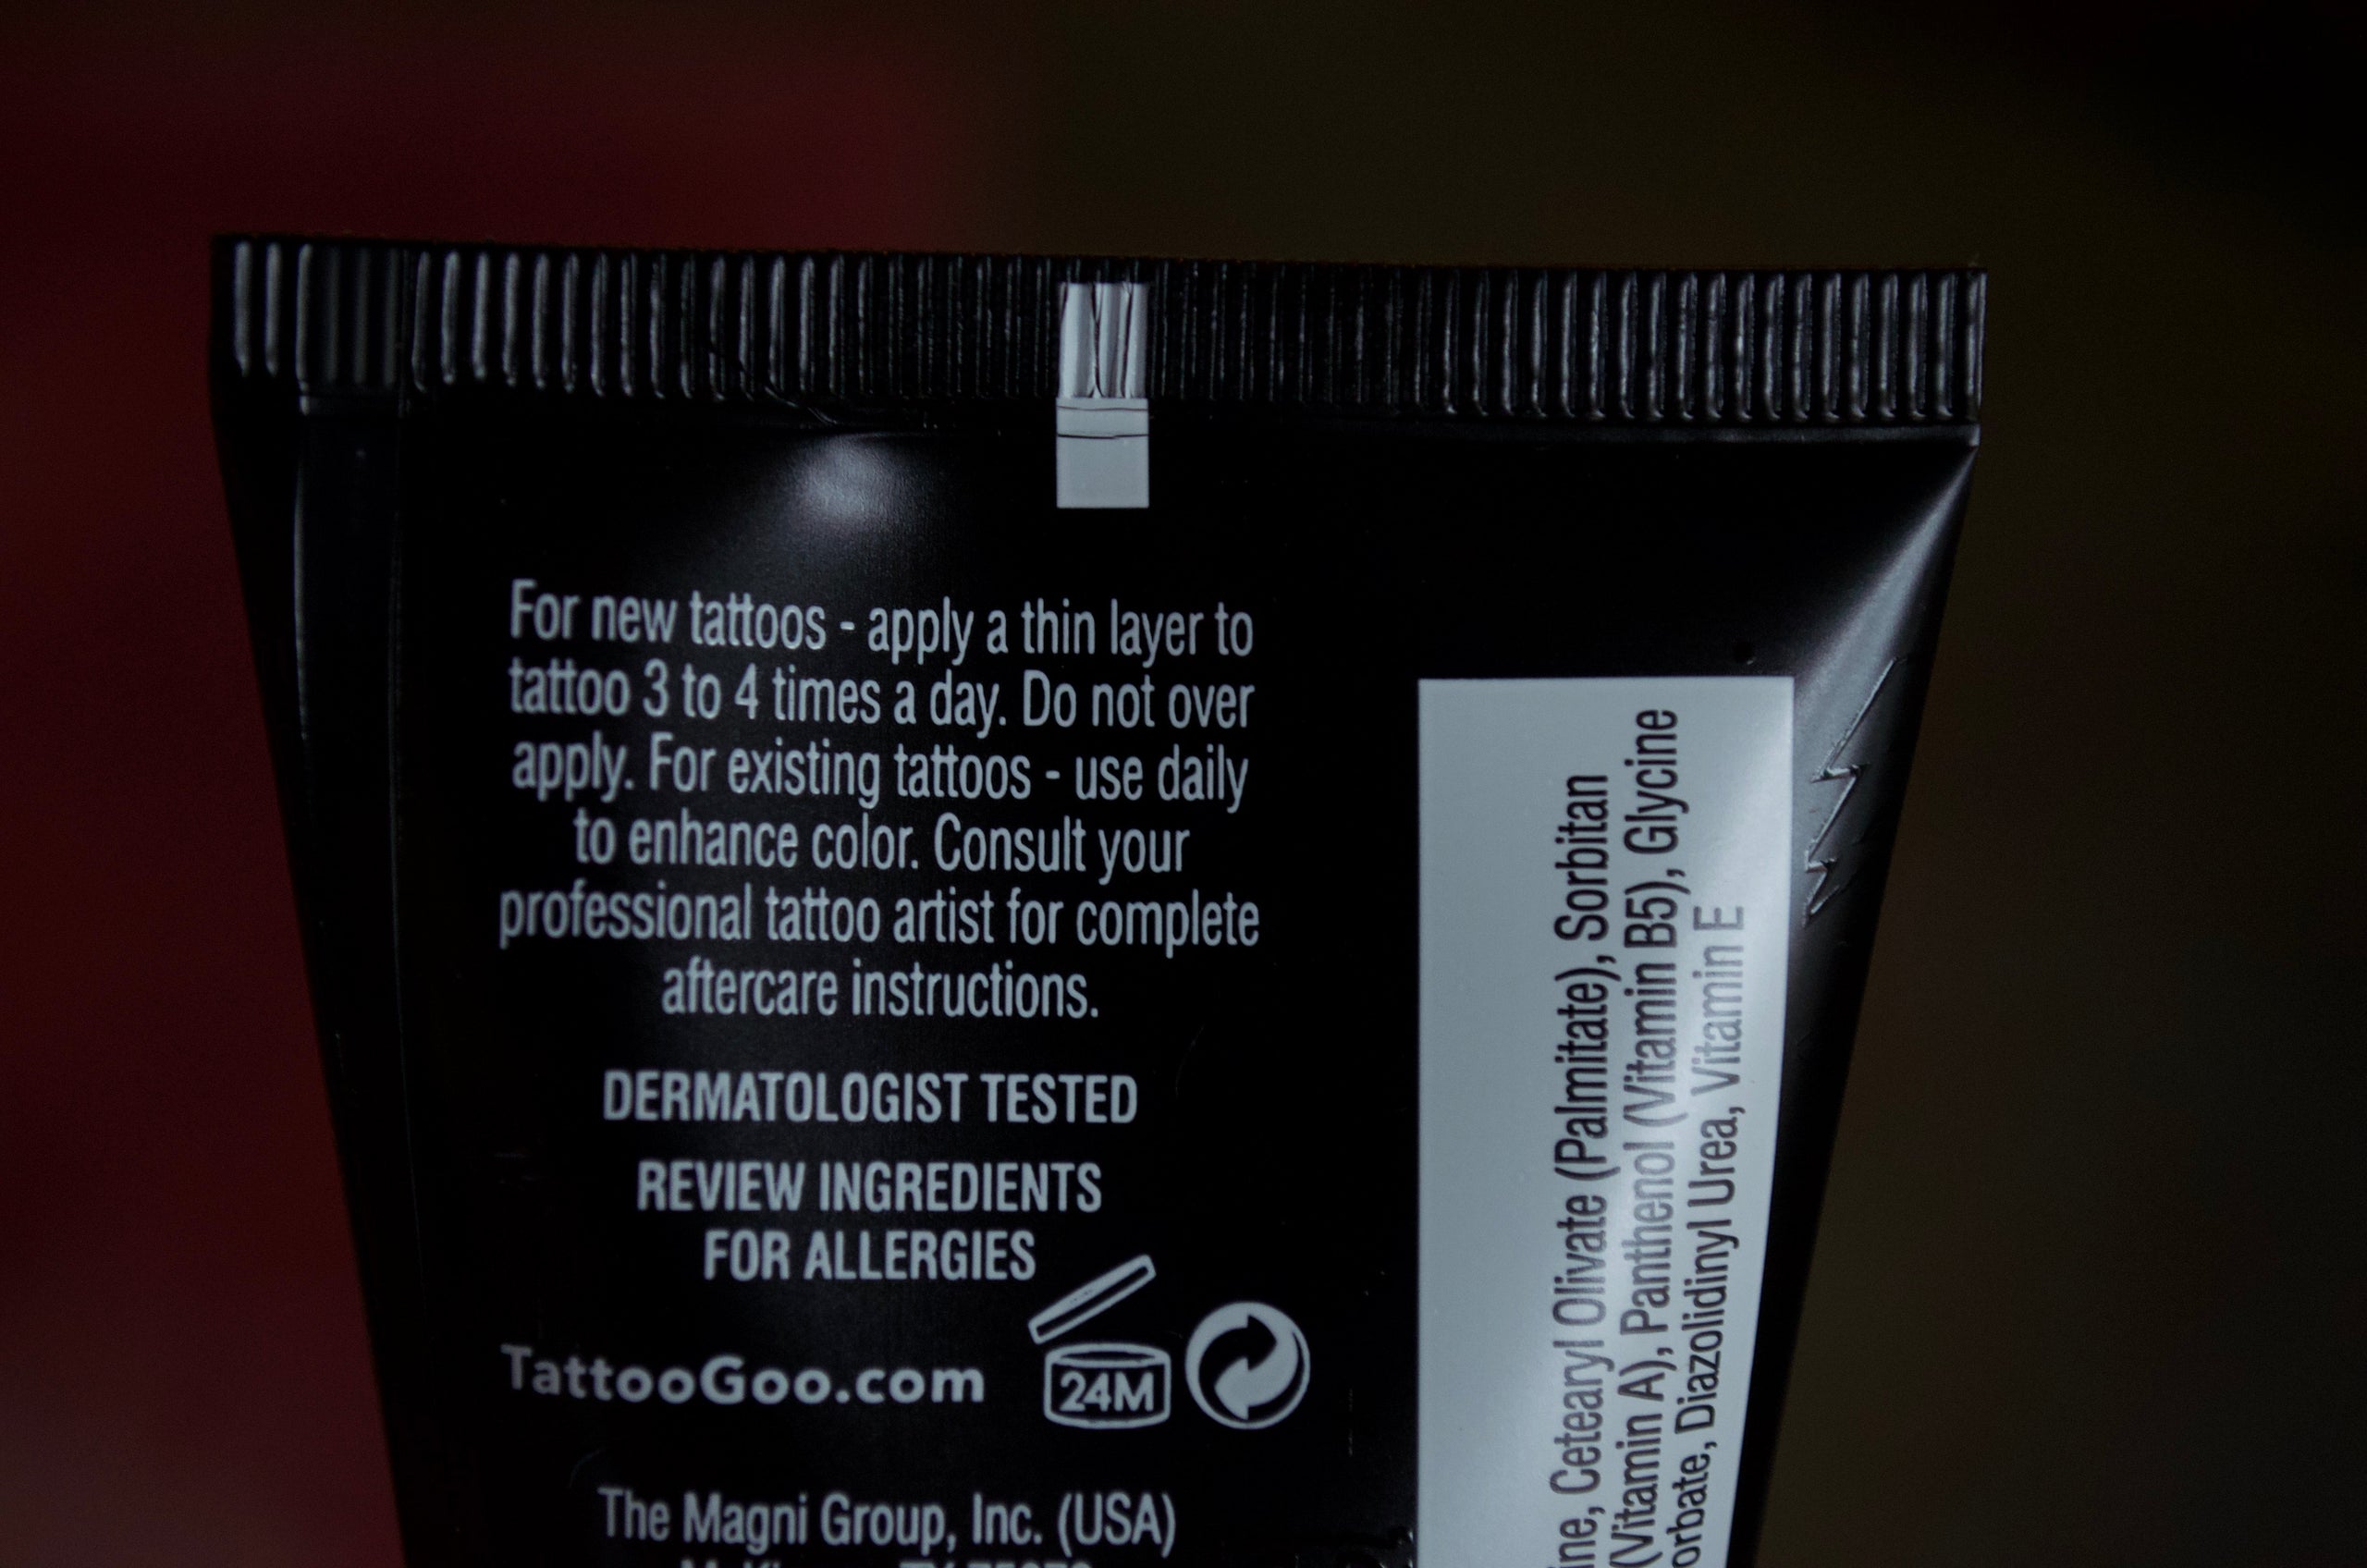 For new tattoos - apply a thin layer to
tattoo 3 to 4 times a day. Do not over
apply. For existing tattoos - use daily
to enhance color. Consult your
professional tattoo artist for complete
aftercare instructions.
DERMATOLOGIST TESTED
REVIEW INGREDIENTS
FOR ALLERGIES
TattooGoo.com
24M
The Magni Group, Inc. (USA)
Cetearyl Olivate (Palmitate), Sorbitan
(Vitamin A), Panthenol (Vitamin B5), Glycine
Diazolidinyl Urea, Vitamin E